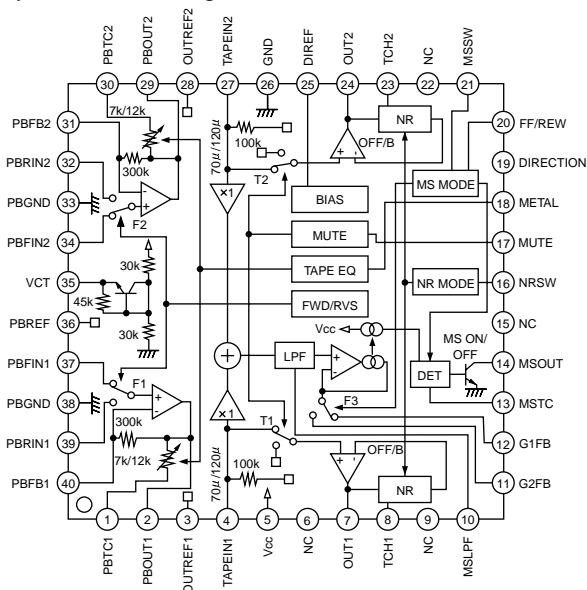 PBTC2
PBOUT2
OUTREF2
TAPEIN2
GND
DIREF
OUT2
TCH2
NC
MSSW
30
29
28
27
26
25
24
23
22
21
PBFB2
31
PBRIN2
32
PBGND
33
PBFIN2
34
VCT
35
PBREF
36
PBFIN1
37
PBGND
38
PBRIN1
39
PBFB1
40
20
FF/REW
19
DIRECTION
18
METAL
17
MUTE
16
NRSW
15
NC
14
MSOUT
13
MSTC
12
G1FB
11
G2FB
7k/12k
300k
-
+
F2
30k
45k
30k
F1
+
-
300k
7k/12k
70μ/120μ
100k
T2
×1
+
×1
70μ/120μ
100k
T1
+ -
OFF/B
NR
BIAS
MUTE
TAPE EQ
FWD/RVS
MS MODE
NR MODE
Vcc
LPF
+
-
F3
DET
MS ON/
OFF
+ -
OFF/B
NR
1
2
3
4
5
6
7
8
9
10
PBTC1
PBOUT1
OUTREF1
TAPEIN1
Vcc
NC
OUT1
TCH1
NC
MSLPF